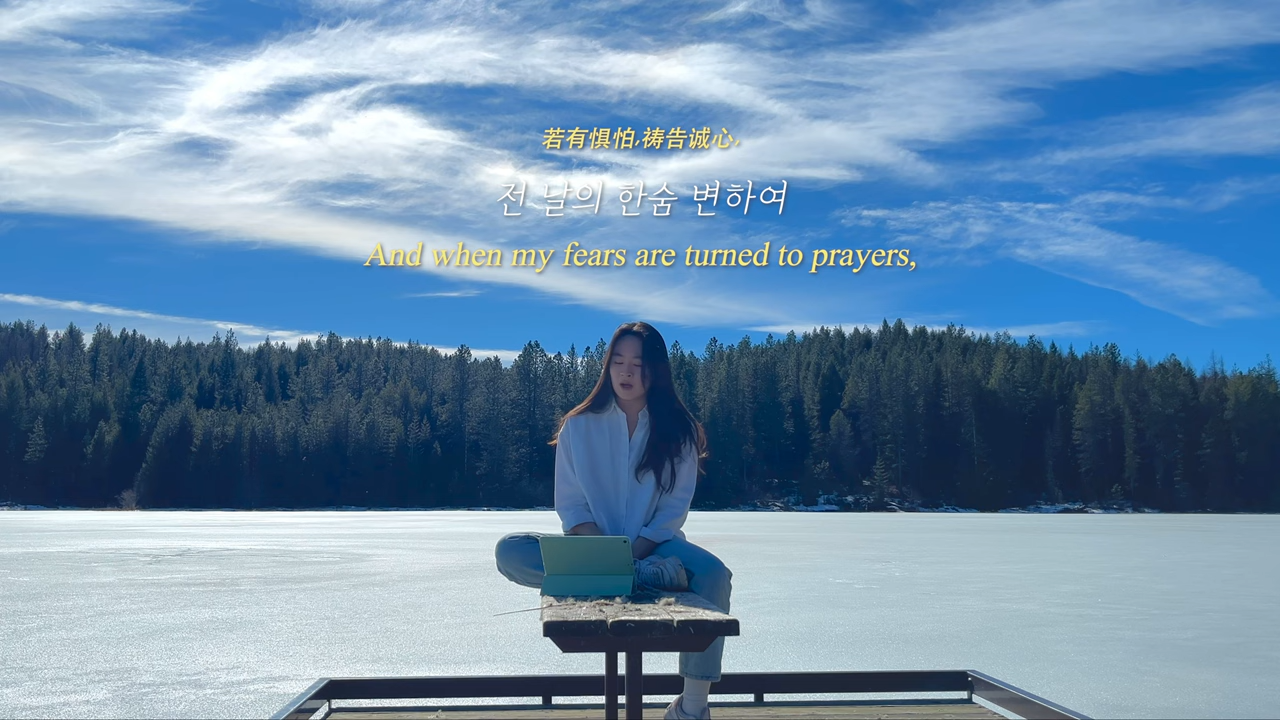 若有惧怕,祷告诚心,
전 날의 한숨 변하여
And when my fears are turned to prayers,